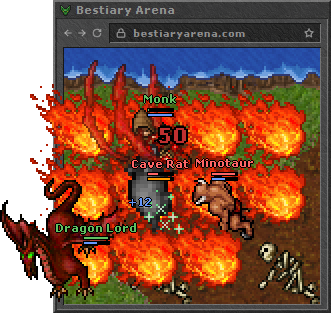 Bestiary Arena
bestiaryarena.com
Monk
50
Cave Rat
Minotaur
+12
Dragon Lord